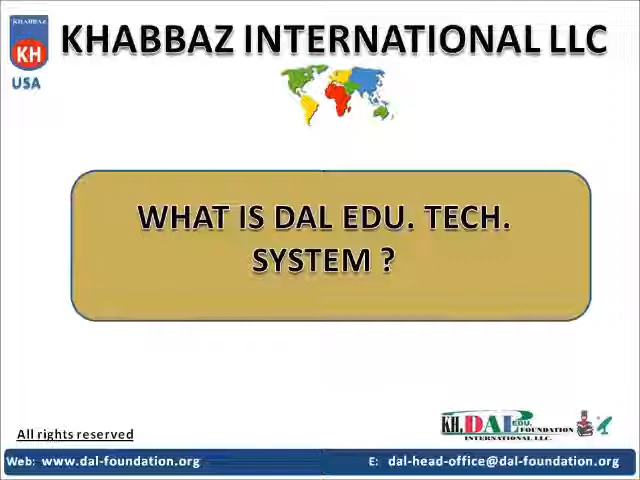 KHABBAZ
KH
USA
KHABBAZ INTERNATIONAL LLC
WHAT IS DAL EDU. TECH.
SYSTEM ?
All rights reserved
KH. DAL EDU. FOUNDATION
INTERNATIONAL LLC.
Web: www.dal-foundation.org
E: dal-head-office@dal-foundation.org